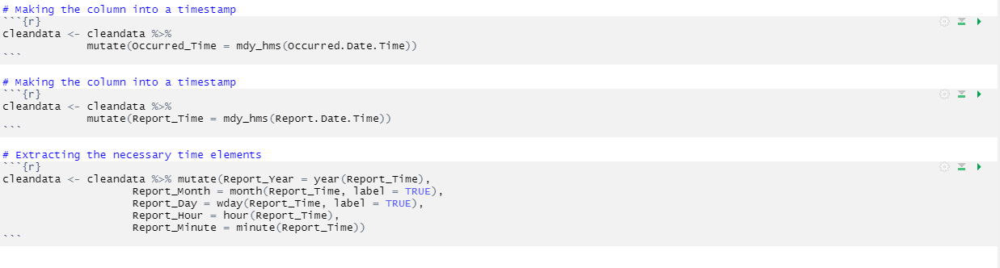 # Making the column into a timestamp
```{r}
cleandata <- cleandata %>%
             mutate(Occurred_Time = mdy_hms(Occurred.Date.Time))
```
# Making the column into a timestamp
```{r}
cleandata <- cleandata %>%
             mutate(Report_Time = mdy_hms(Report.Date.Time))
```
# Extracting the necessary time elements
```{r}
cleandata <- cleandata %>% mutate(Report_Year = year(Report_Time),
                    Report_Month = month(Report_Time, label = TRUE),
                    Report_Day = wday(Report_Time, label = TRUE),
                    Report_Hour = hour(Report_Time),
                    Report_Minute = minute(Report_Time))
```